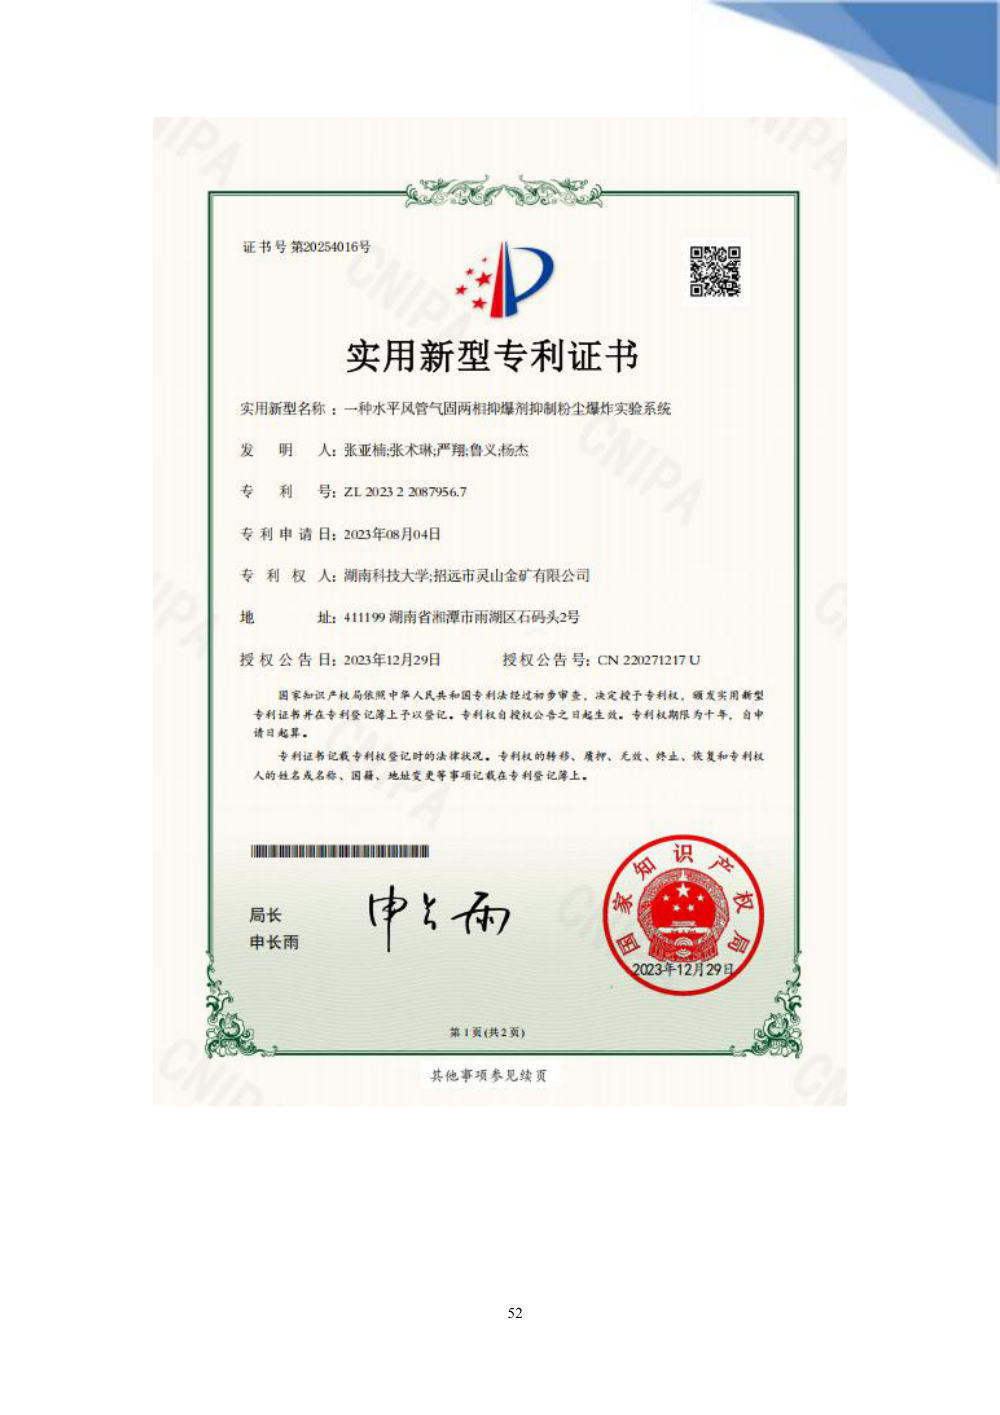 证书号第20254016号
实用新型专利证书
实用新型名称：一种水平风管气固两相抑爆剂抑制粉尘爆炸实验系统
发明人：张亚楠;张术琳;严翔;鲁义;杨杰
专利号：ZL 2023 2 2087956.7
专利申请日：2023年08月04日
专利权人：湖南科技大学;招远市灵山金矿有限公司
地址：411199 湖南省湘潭市雨湖区石码头2号
授权公告日：2023年12月29日 授权公告号：CN 220271217 U
国家知识产权局依照中华人民共和国专利法经过初步审查，决定授予专利权，颁发实用新型
专利证书并在专利登记簿上予以登记。专利权自授权公告之日起生效。专利权期限为十年，自申
请日起算。
专利证书记载专利权登记时的法律状况。专利权的转移、质押、无效、终止、恢复和专利权
人的姓名或名称、国籍、地址变更等事项记载在专利登记簿上。
局长
申长雨
申长雨
国家知识产权局
2023年12月29日
第1页(共2页)
其他事项参见续页
CNIPA
52